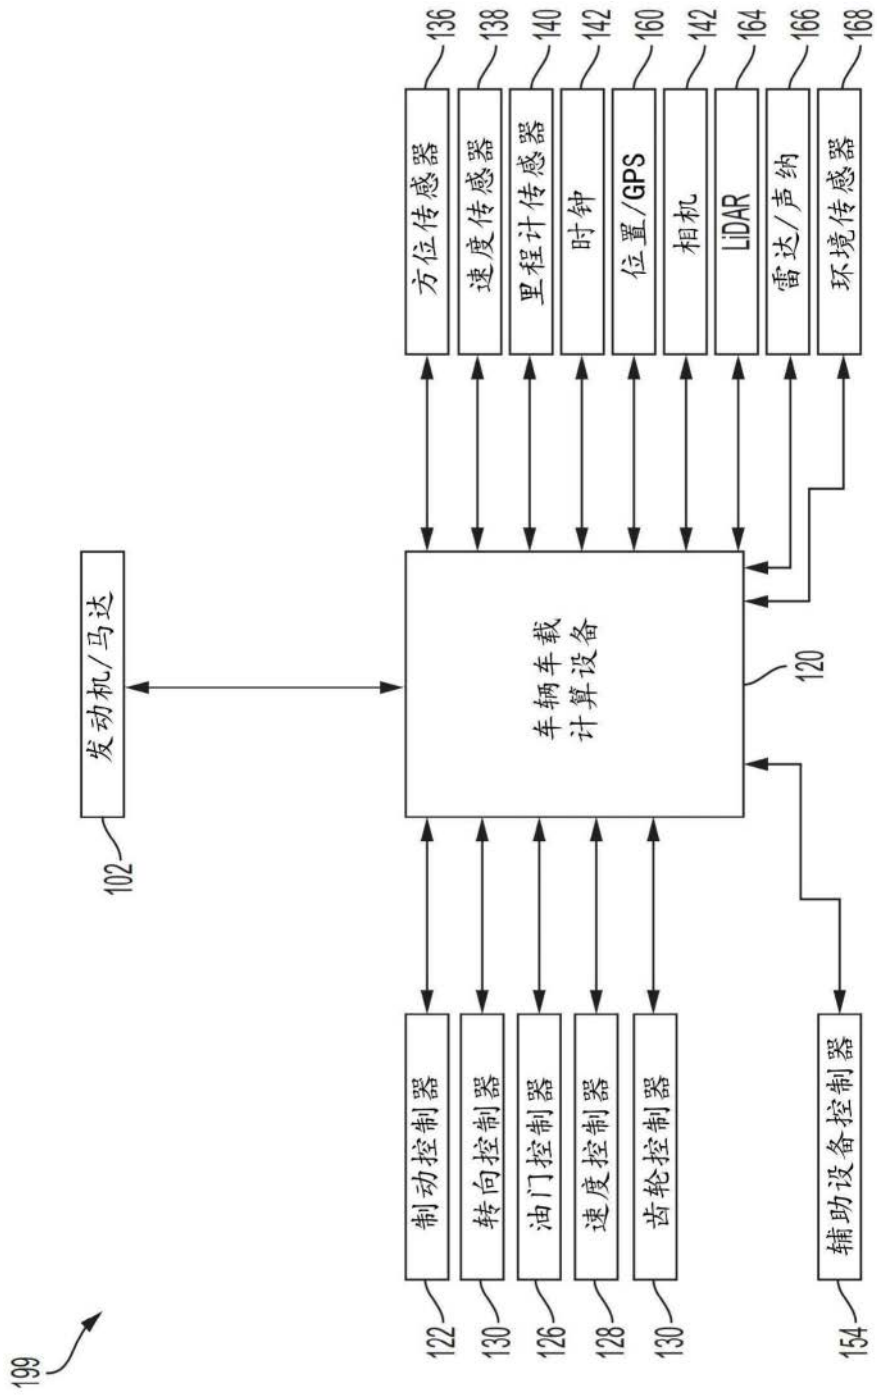 199
发动机/马达
102
制动控制器
122
转向控制器
130
油门控制器
126
速度控制器
128
齿轮控制器
130
辅助设备控制器
154
车辆车载
计算设备
120
方位传感器
136
速度传感器
138
里程计传感器
140
时钟
142
位置/GPS
160
相机
142
LiDAR
164
雷达/声纳
166
环境传感器
168